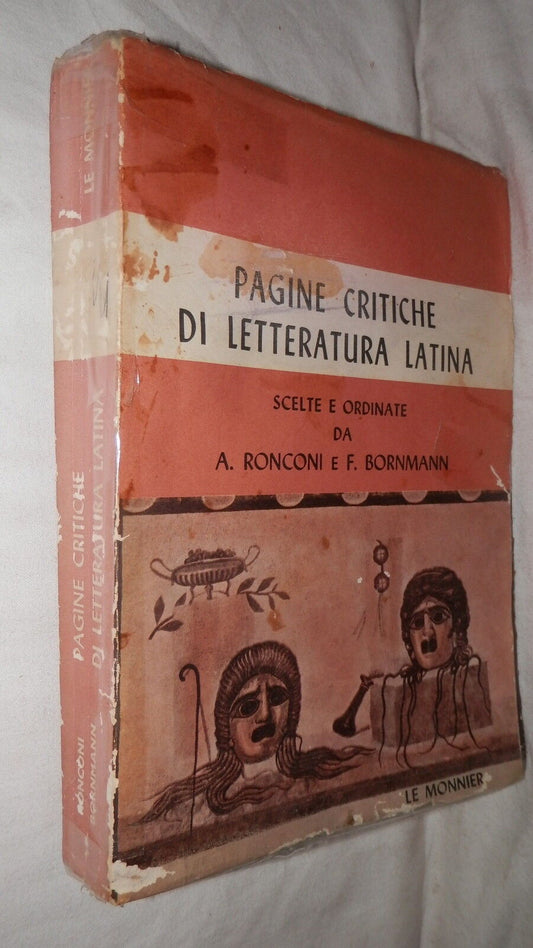 PAGINE CRITICHE
DI LETTERATURA LATINA
SCELTE E ORDINATE
DA
A. RONCONI E F. BORNMANN
LE MONNIER
RONCONI
BORNMANN
PAGINE CRITICHE
DI LETTERATURA LATINA
LE MONNIER